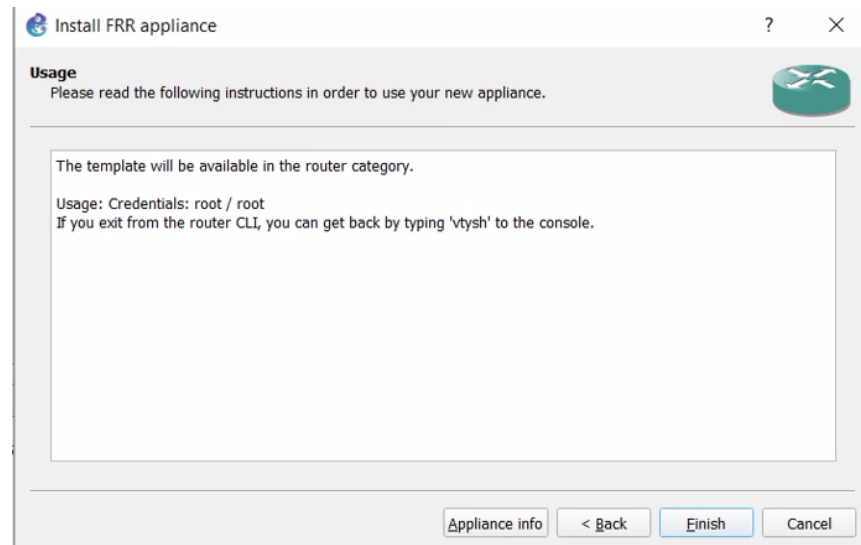 Install FRR appliance
?
Usage
Please read the following instructions in order to use your new appliance.
The template will be available in the router category.
Usage: Credentials: root / root
If you exit from the router CLI, you can get back by typing 'vtysh' to the console.
Appliance info
< Back
Finish
Cancel